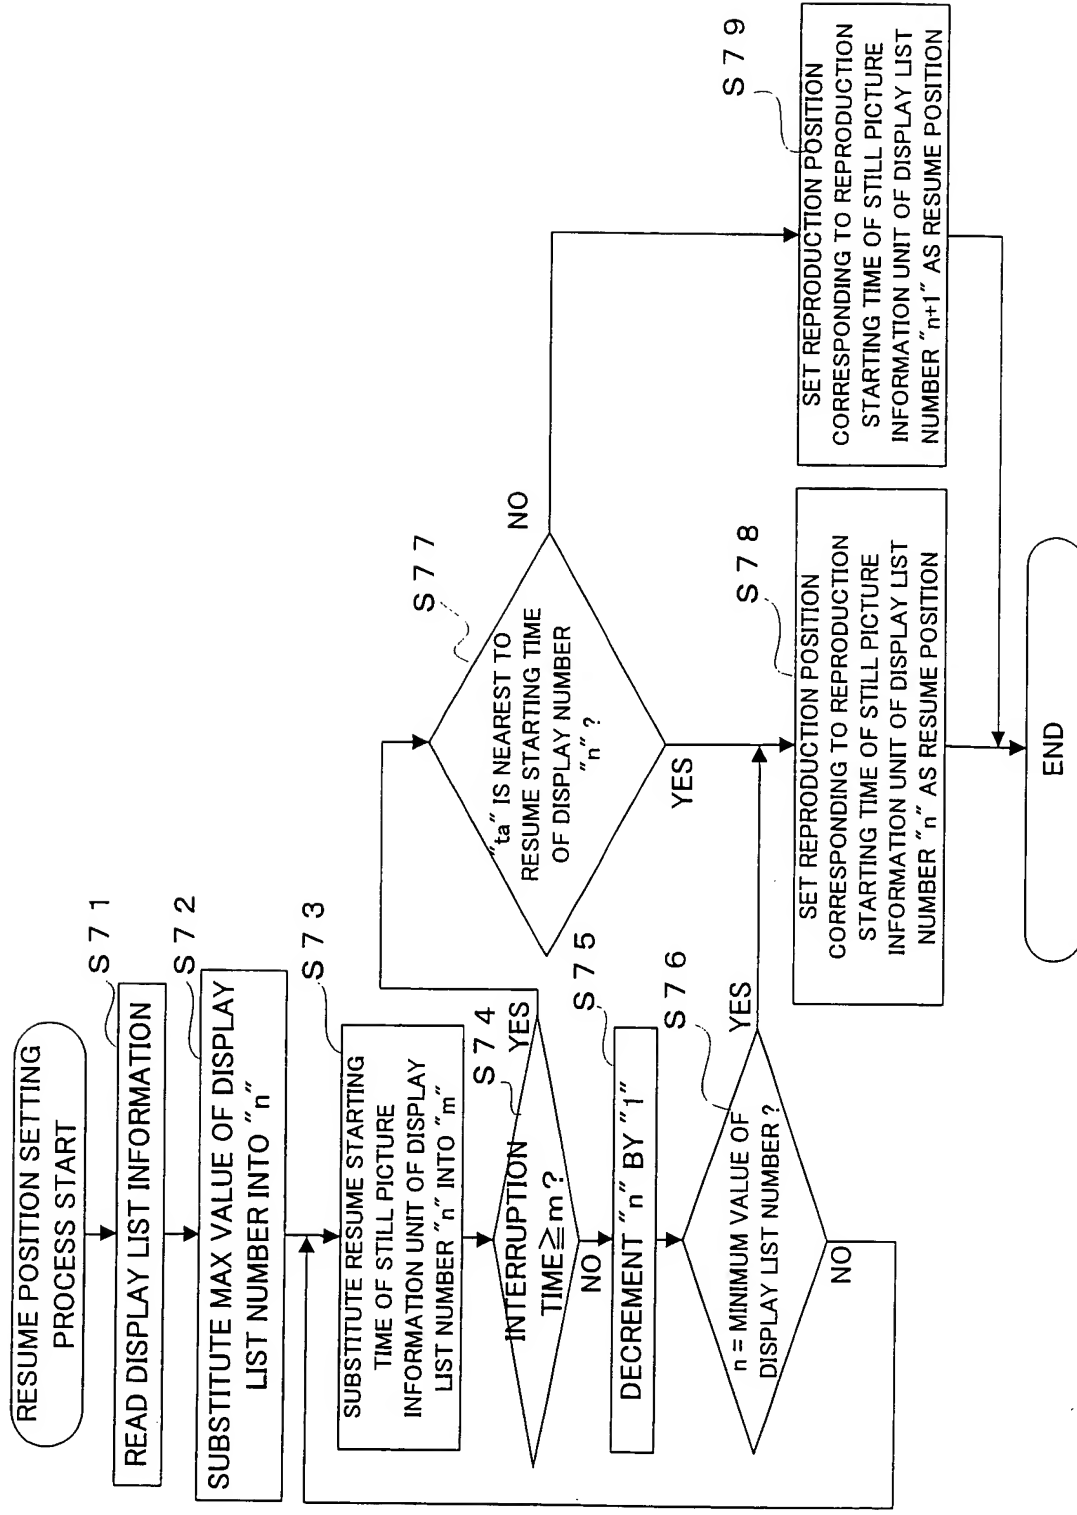 RESUME POSITION SETTING
PROCESS START
S71
READ DISPLAY LIST INFORMATION
S72
SUBSTITUTE MAX VALUE OF DISPLAY
LIST NUMBER INTO "n"
S73
SUBSTITUTE RESUME STARTING
TIME OF STILL PICTURE
INFORMATION UNIT OF DISPLAY
LIST NUMBER "n" INTO "m"
S74
INTERRUPTION
TIME≧m?
YES
NO
S75
DECREMENT "n" BY "1"
S76
n = MINIMUM VALUE OF
DISPLAY LIST NUMBER?
YES
NO
S77
"ta" IS NEAREST TO
RESUME STARTING TIME
OF DISPLAY NUMBER
"n"?
NO
YES
S78
SET REPRODUCTION POSITION
CORRESPONDING TO REPRODUCTION
STARTING TIME OF STILL PICTURE
INFORMATION UNIT OF DISPLAY LIST
NUMBER "n" AS RESUME POSITION
S79
SET REPRODUCTION POSITION
CORRESPONDING TO REPRODUCTION
STARTING TIME OF STILL PICTURE
INFORMATION UNIT OF DISPLAY LIST
NUMBER "n+1" AS RESUME POSITION
END